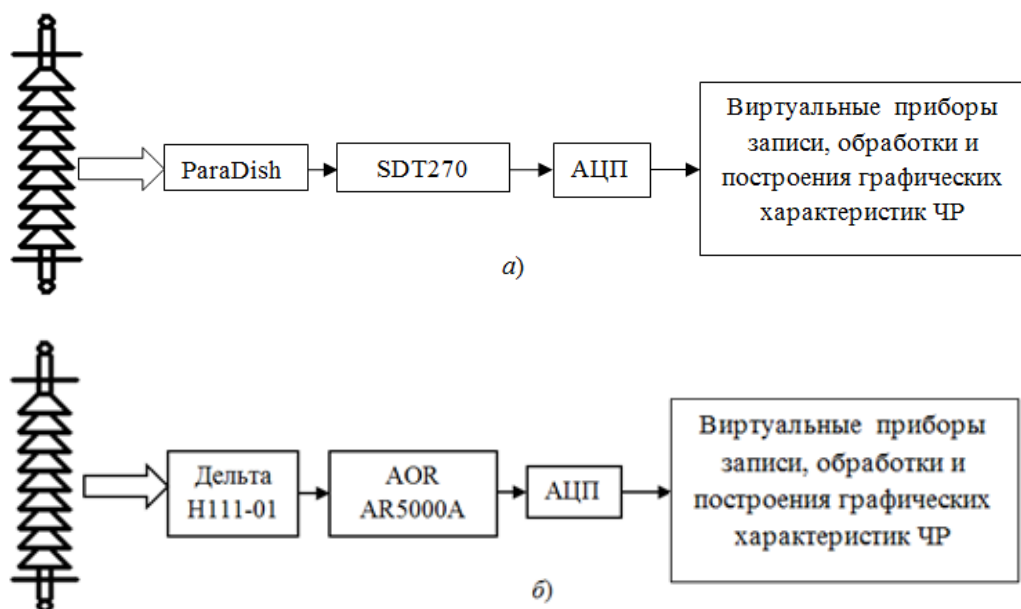 ParaDish
SDT270
АЦП
Виртуальные приборы
записи, обработки и
построения графических
характеристик ЧР
а)
Дельта
Н111-01
AOR
AR5000A
АЦП
Виртуальные приборы
записи, обработки и
построения графических
характеристик ЧР
б)